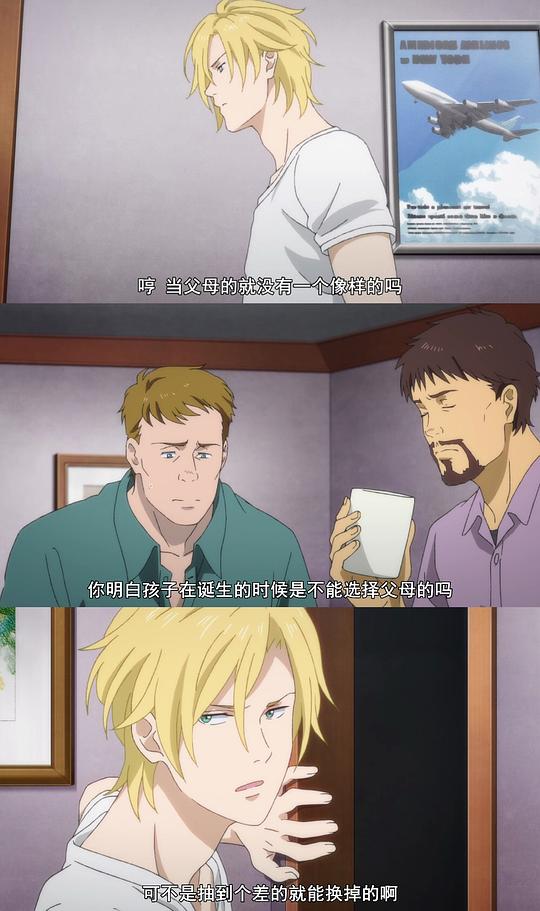 哼 当父母的就没有一个像样的吗
你明白孩子在诞生的时候是不能选择父母的吗
可不是抽到个差的就能换掉的啊